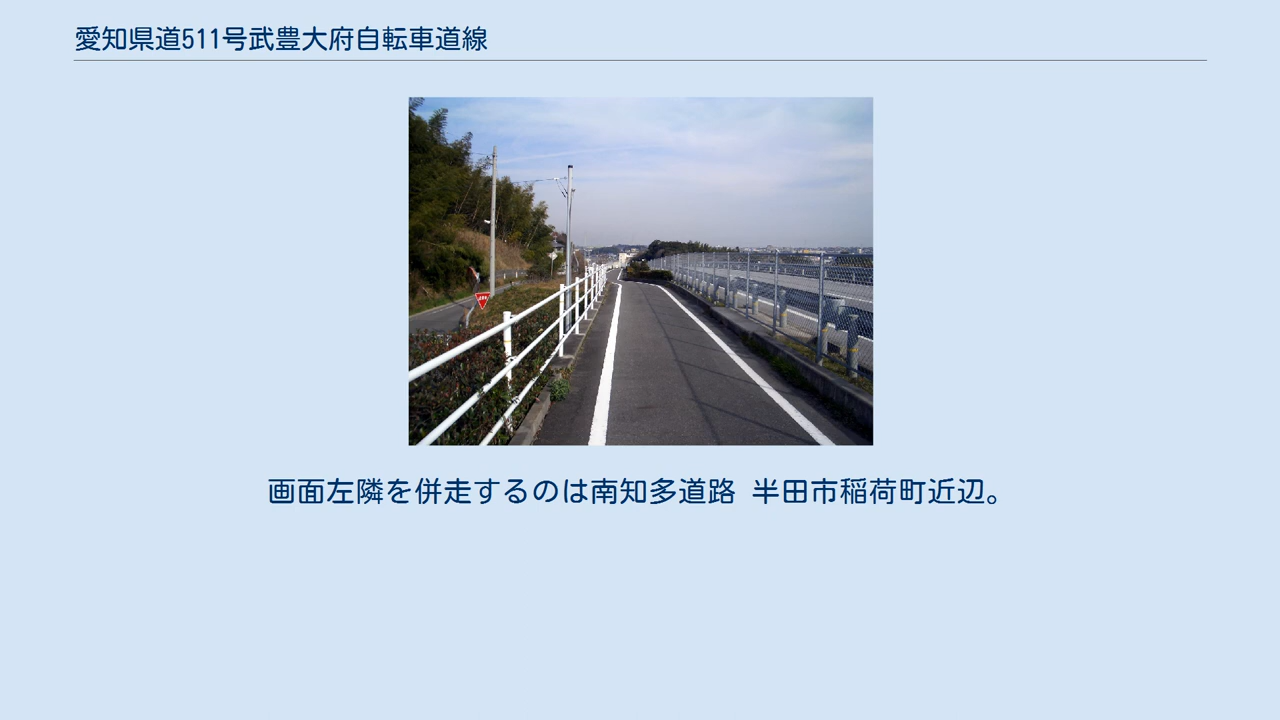 愛知県道511号武豊大府自転車道線
画面左隣を併走するのは南知多道路 半田市稲荷町近辺。